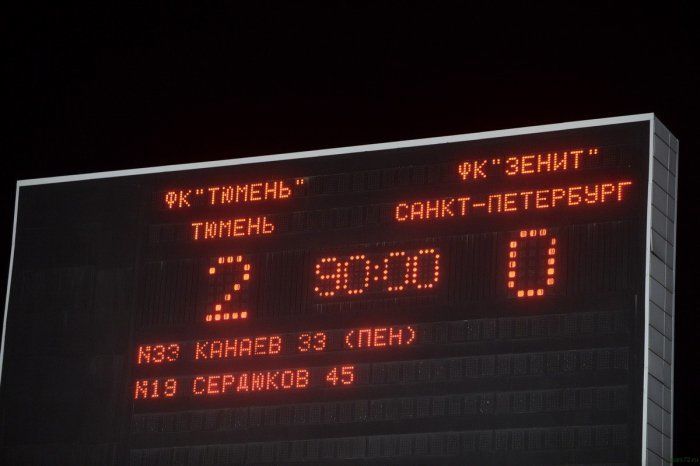 ФК"ТЮМЕНЬ" ФК"ЗЕНИТ"
ТЮМЕНЬ САНКТ-ПЕТЕРБУРГ
2 90:00 0
N33 КАНАЕВ 33 (ПЕН)
N19 СЕРДЮКОВ 45